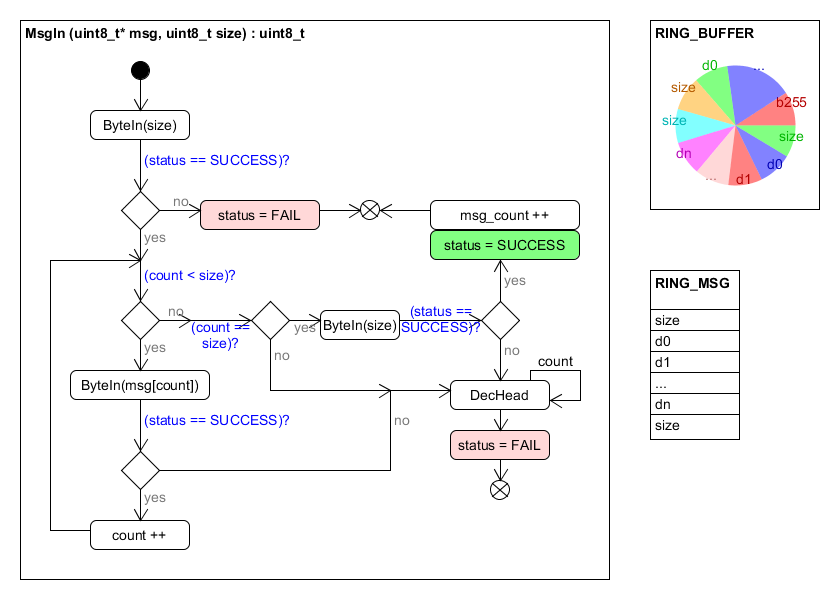 MsgIn (uint8_t* msg, uint8_t size) : uint8_t
ByteIn(size)
(status == SUCCESS)?
no
yes
status = FAIL
msg_count ++
status = SUCCESS
yes
(count < size)?
no
yes
(count ==
size)?
yes
no
ByteIn(size)
(status ==
SUCCESS)?
no
count
DecHead
status = FAIL
ByteIn(msg[count])
(status == SUCCESS)?
no
yes
count ++
RING_BUFFER
d0
...
size
b255
size
size
dn
d0
...
d1
RING_MSG
size
d0
d1
...
dn
size